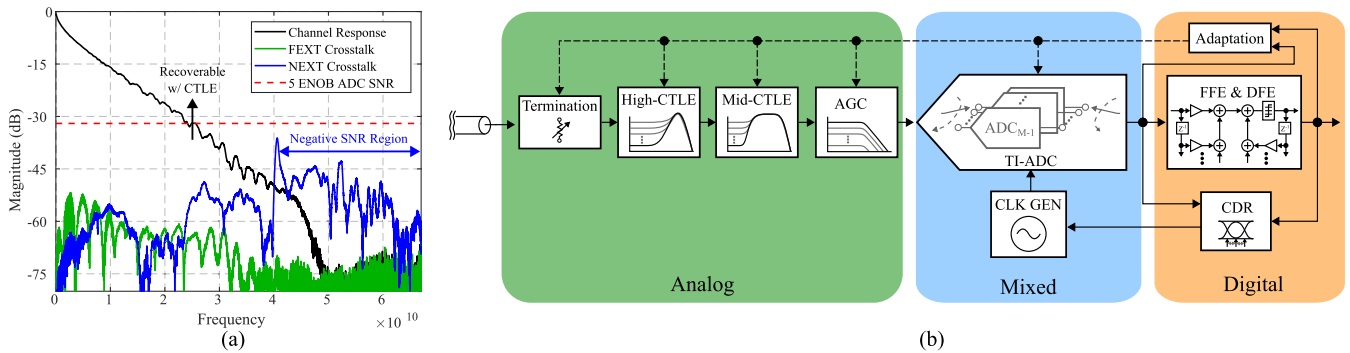 0
-15
-30
-45
-60
-75
Magnitude (dB)
Channel Response
FEXT Crosstalk
NEXT Crosstalk
5 ENOB ADC SNR
Recoverable
w/ CTLE
Negative SNR Region
0 1 2 3 4 5 6
Frequency
× 10 10
(a)
Termination
High-CTLE
Mid-CTLE
AGC
Analog
ADCM-1
TI-ADC
CLK GEN
Mixed
Adaptation
FFE & DFE
Z-1
Z-1
CDR
Digital
(b)